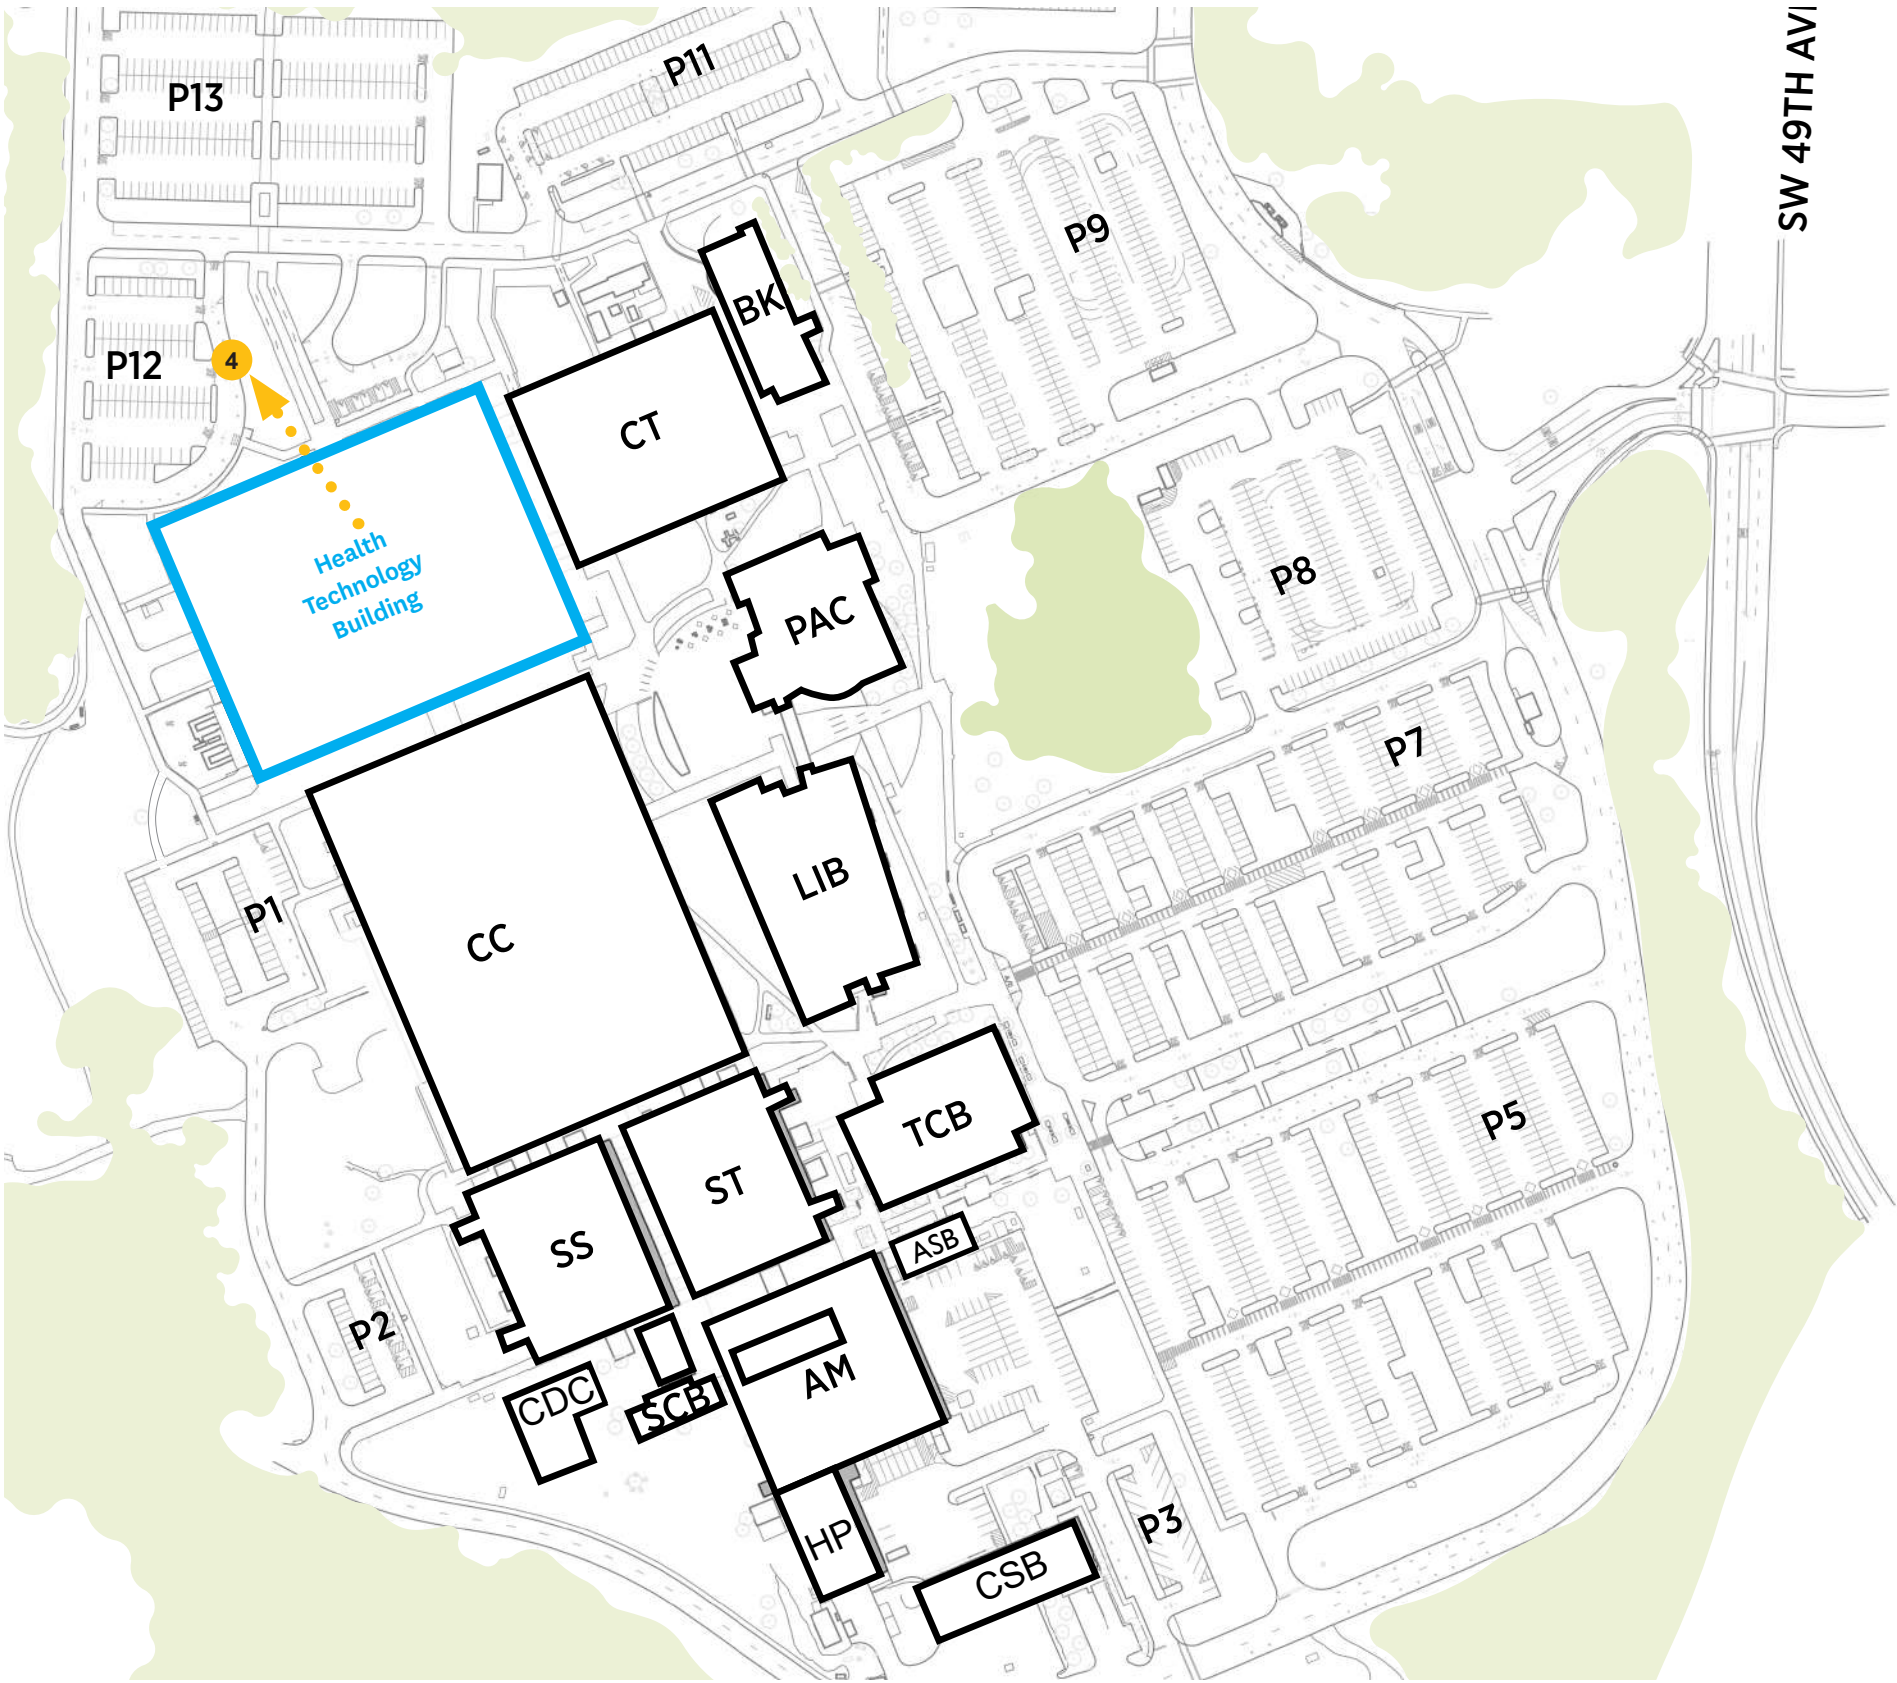 SW 49TH AV
P11
P13
P9
BK
4
P12
CT
Health
Technology
Building
P8
PAC
P7
LIB
P1
CC
P5
TCB
ST
ASB
SS
P2
AM
CDC
SCB
P3
HP
CSB